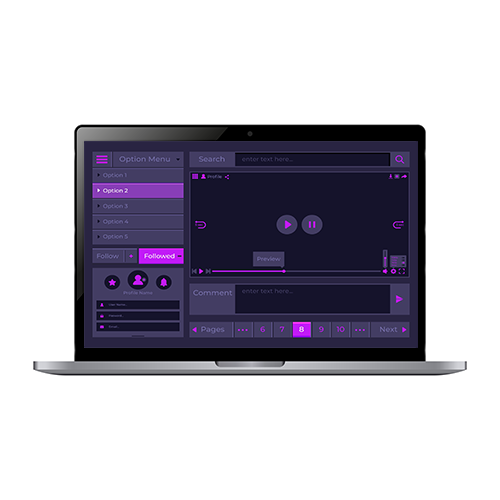 Option Menu
Search
enter text here...
Option 1
Option 2
Option 3
Option 4
Option 5
Profile
Preview
Follow +
Followed -
Profile Name
User Name
Password
Email
Comment
enter text here...
Pages
... 6 7 8 9 10 ...
Next